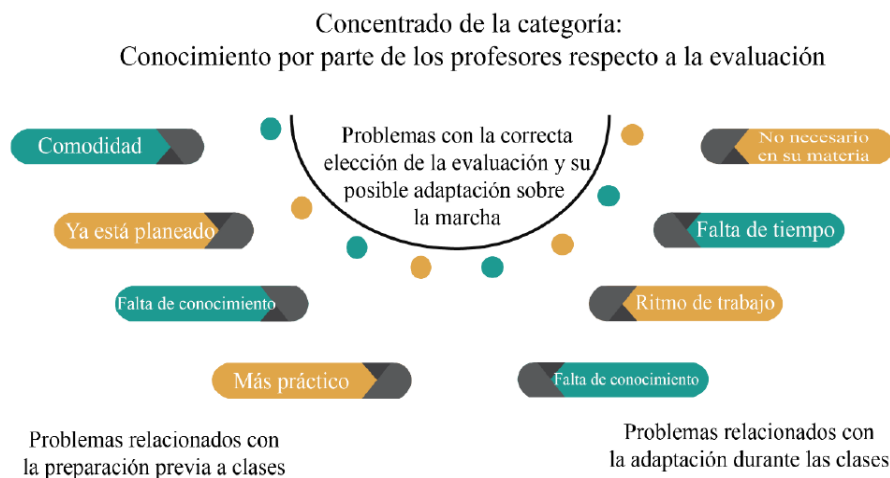 Concentrado de la categoría:
Conocimiento por parte de los profesores respecto a la evaluación
Problemas con la correcta
elección de la evaluación y su
posible adaptación sobre
la marcha
Comodidad
Ya está planeado
Falta de conocimiento
Más práctico
No necesario
en su materia
Falta de tiempo
Ritmo de trabajo
Falta de conocimiento
Problemas relacionados con
la preparación previa a clases
Problemas relacionados con
la adaptación durante las clases